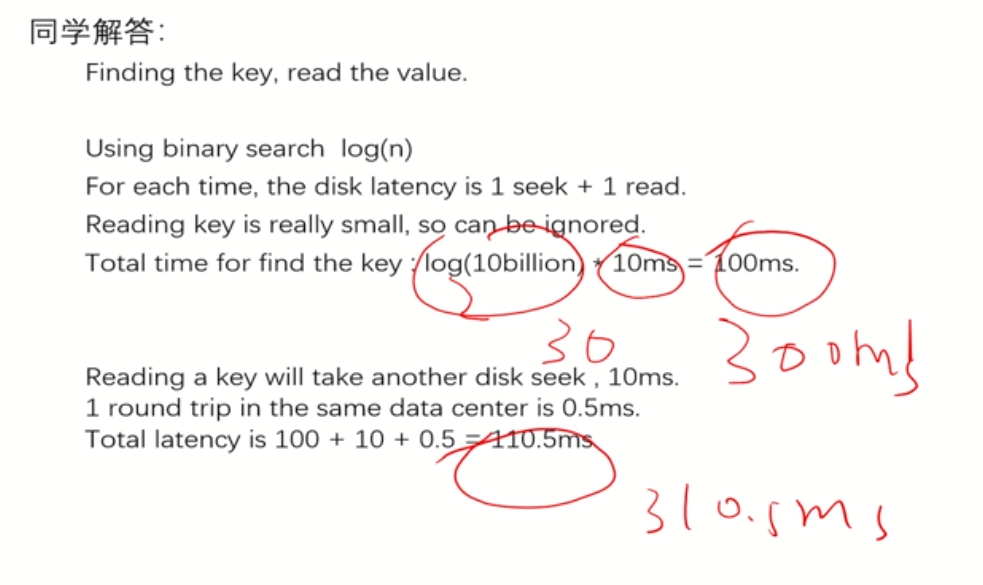 同学解答：
Finding the key, read the value.
Using binary search log(n)
For each time, the disk latency is 1 seek + 1 read.
Reading key is really small, so can be ignored.
Total time for find the key : log(10billion) * 10ms = 100ms.
2
30
300ms
Reading a key will take another disk seek , 10ms.
1 round trip in the same data center is 0.5ms.
Total latency is 100 + 10 + 0.5 = 110.5ms
310.5ms